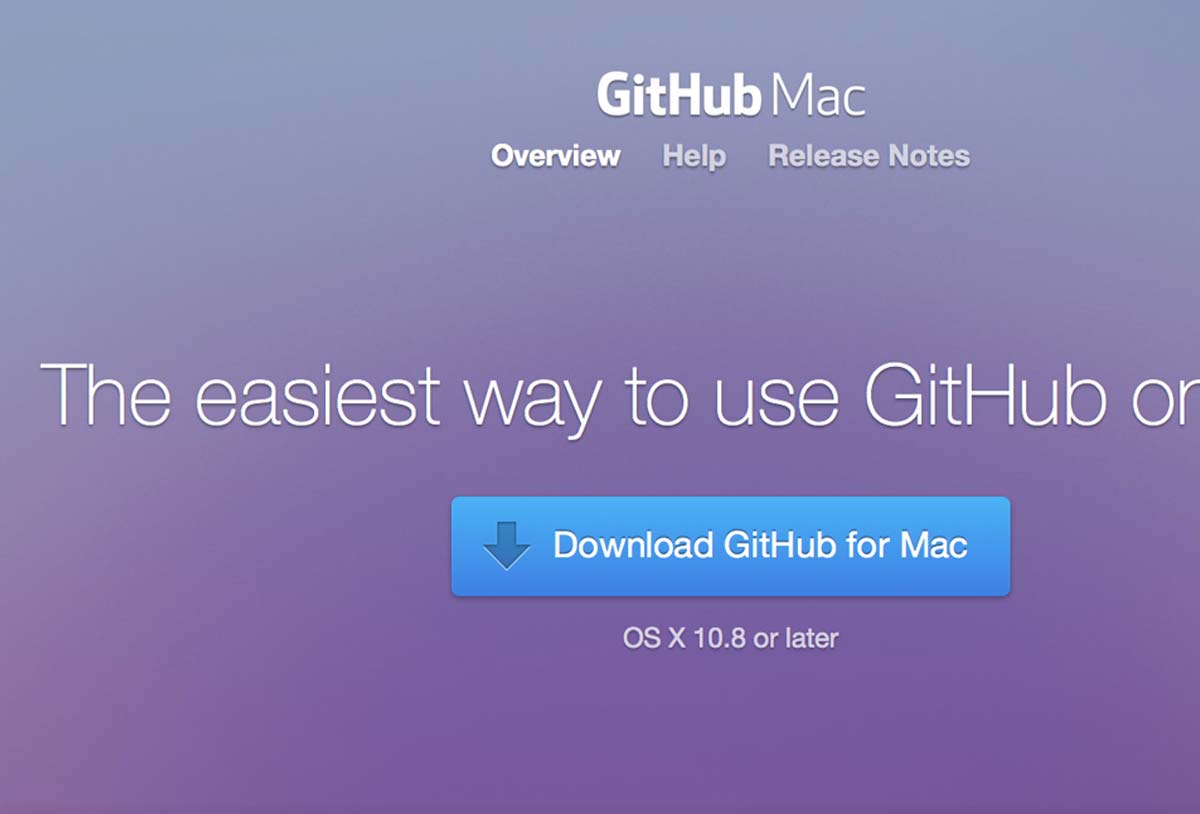 GitHub Mac
Overview Help Release Notes
The easiest way to use GitHub or
Download GitHub for Mac
OS X 10.8 or later